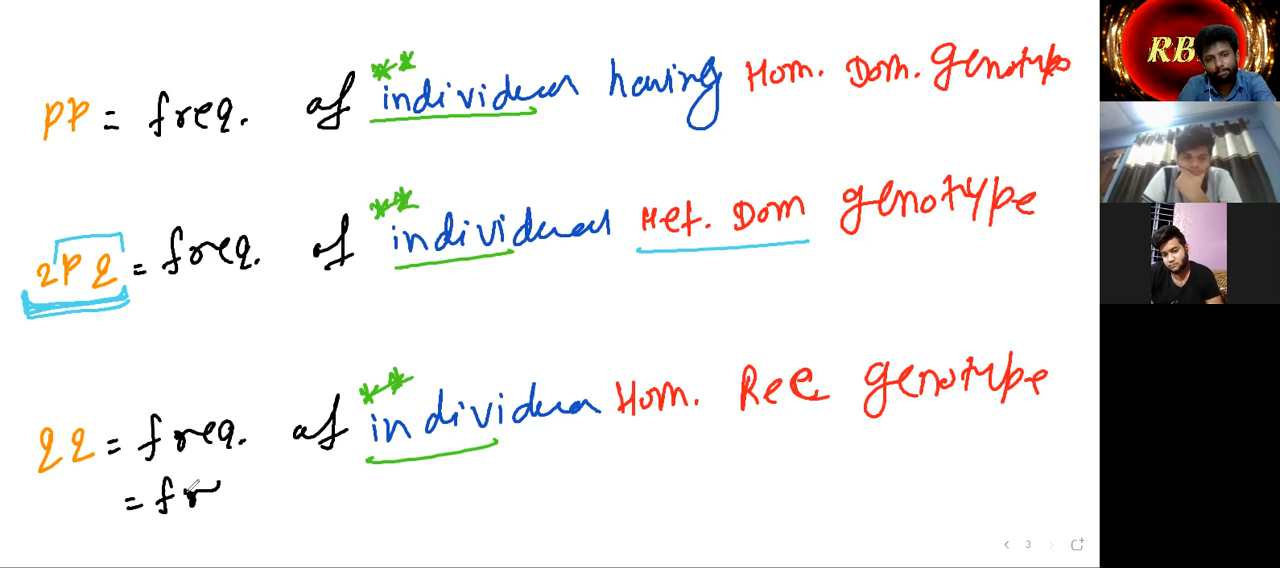 PP = freq. of ** individual having Hom. Dom. genotype
2Pq = freq. of ** individual Het. Dom genotype
qq = freq. of ** individual Hom. Rec genotype
= fr
RB
3